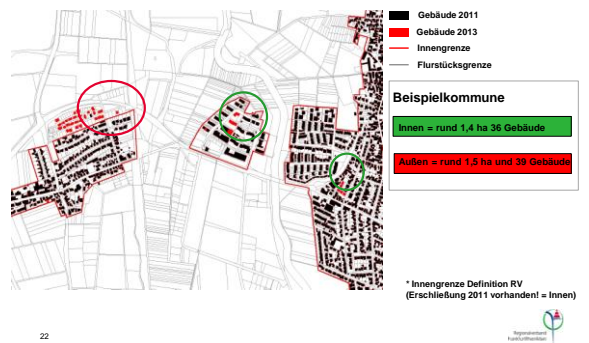 Gebäude 2011
Gebäude 2013
Innengrenze
Flurstücksgrenze
Beispielkommune
Innen = rund 1,4 ha 36 Gebäude
Außen = rund 1,5 ha und 39 Gebäude
* Innengrenze Definition RV
(Erschließung 2011 vorhanden! = Innen)
22
Regionalverband
FrankfurtRheinMain